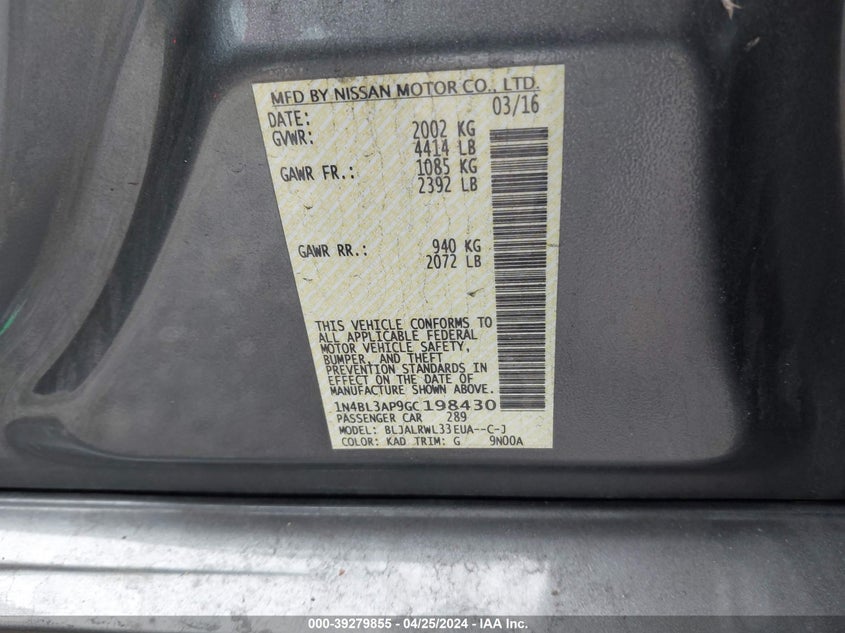 MFD BY NISSAN MOTOR CO., LTD.
DATE: 03/16
GVWR: 2002 KG
4414 LB
GAWR FR.: 1085 KG
2392 LB
GAWR RR.: 940 KG
2072 LB
THIS VEHICLE CONFORMS TO
ALL APPLICABLE FEDERAL
MOTOR VEHICLE SAFETY,
BUMPER, AND THEFT
PREVENTION STANDARDS IN
EFFECT ON THE DATE OF
MANUFACTURE SHOWN ABOVE.
1N4BL3AP9GC198430
PASSENGER CAR 289
MODEL: BLJALRWL33EUA--C-J
COLOR: KAD TRIM: G 9N00A
000-39279855 - 04/25/2024 - IAA Inc.